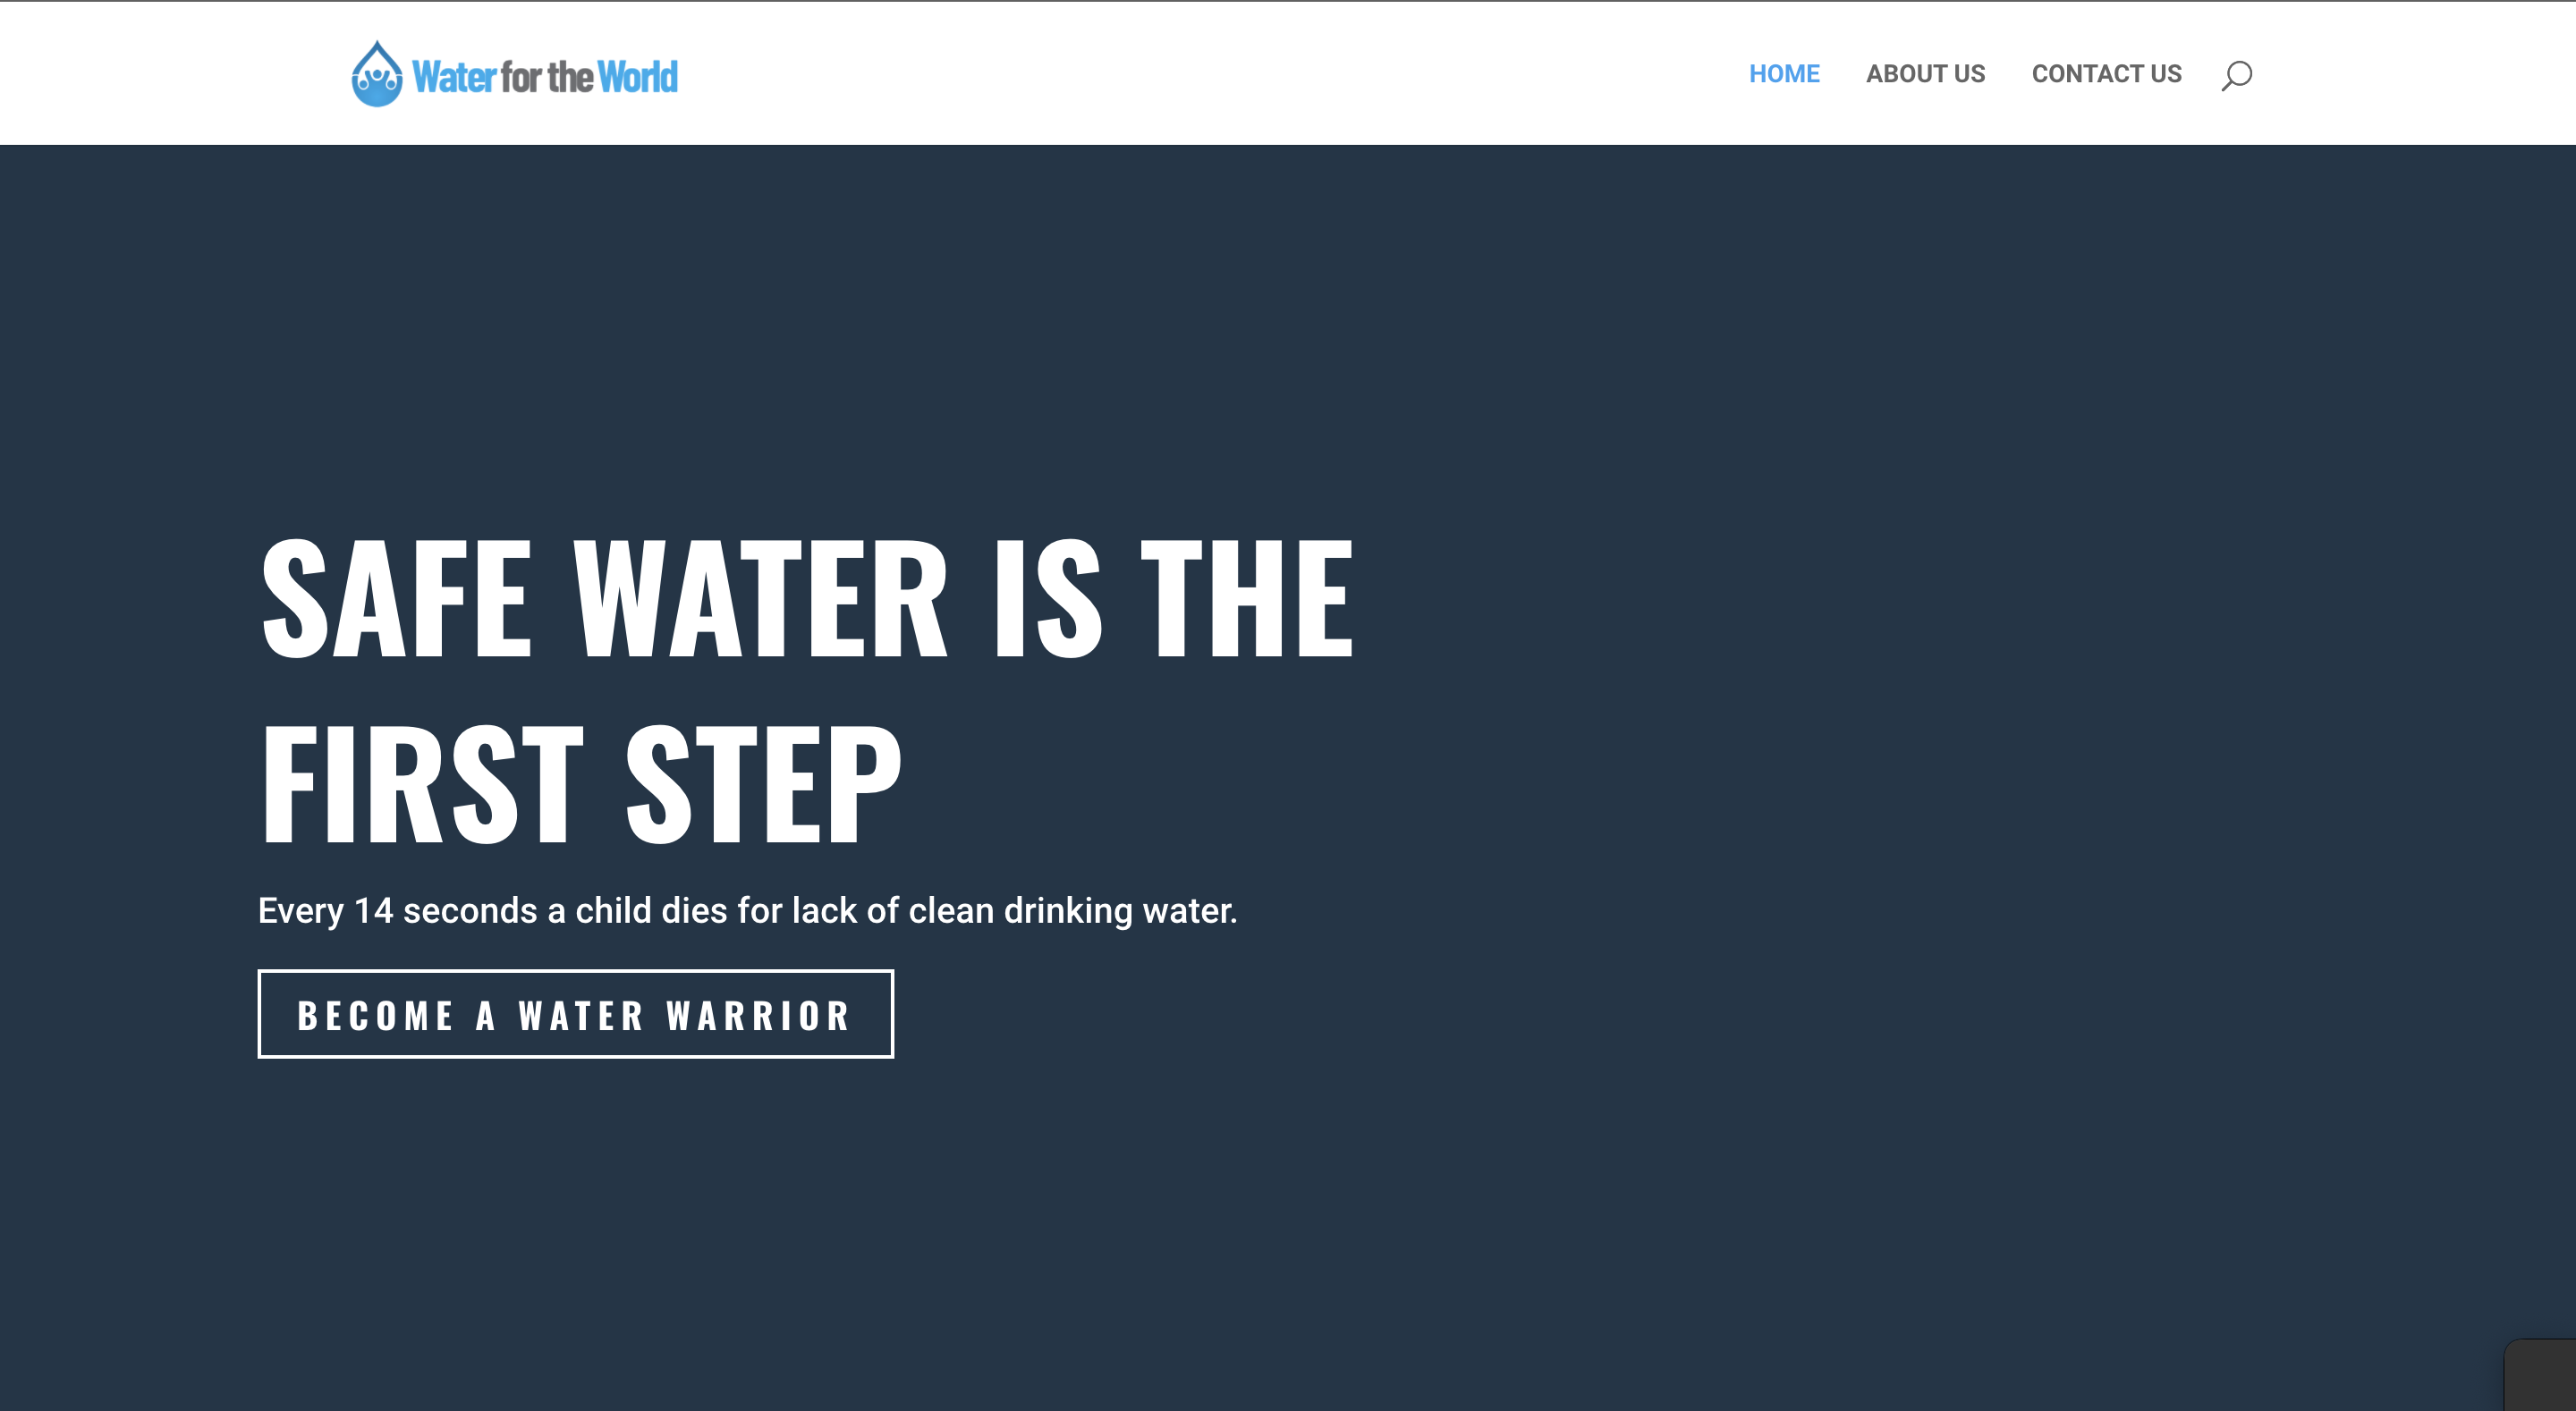 Water for the World
HOME ABOUT US CONTACT US
SAFE WATER IS THE
FIRST STEP
Every 14 seconds a child dies for lack of clean drinking water.
BECOME A WATER WARRIOR